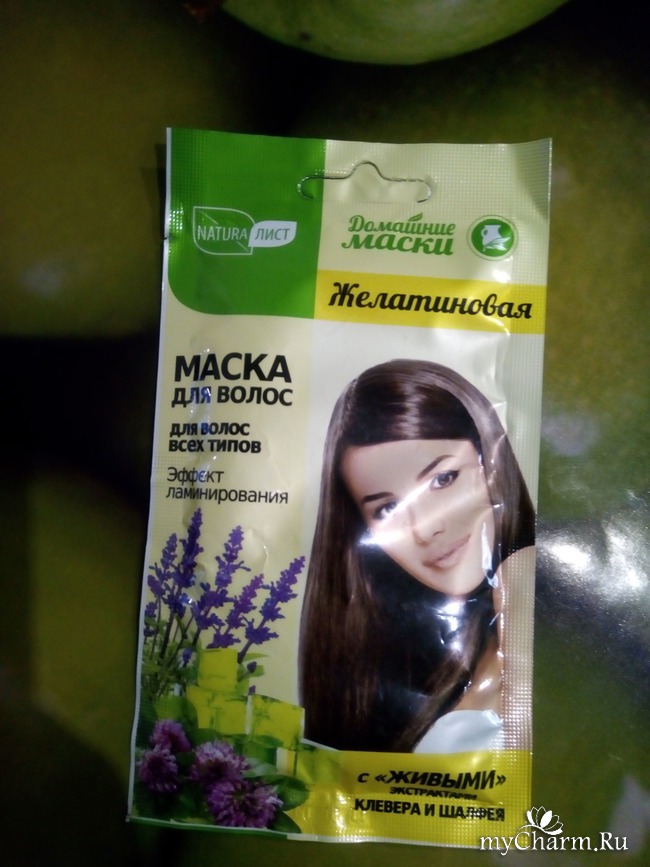 NATURA ЛИСТ
Домашние
маски
Желатиновая
МАСКА
ДЛЯ ВОЛОС
ДЛЯ ВОЛОС
ВСЕХ ТИПОВ
Эффект
ламинирования
с «ЖИВЫМИ»
ЭКСТРАКТАМИ
КЛЕВЕРА И ШАЛФЕЯ
myCharm.Ru